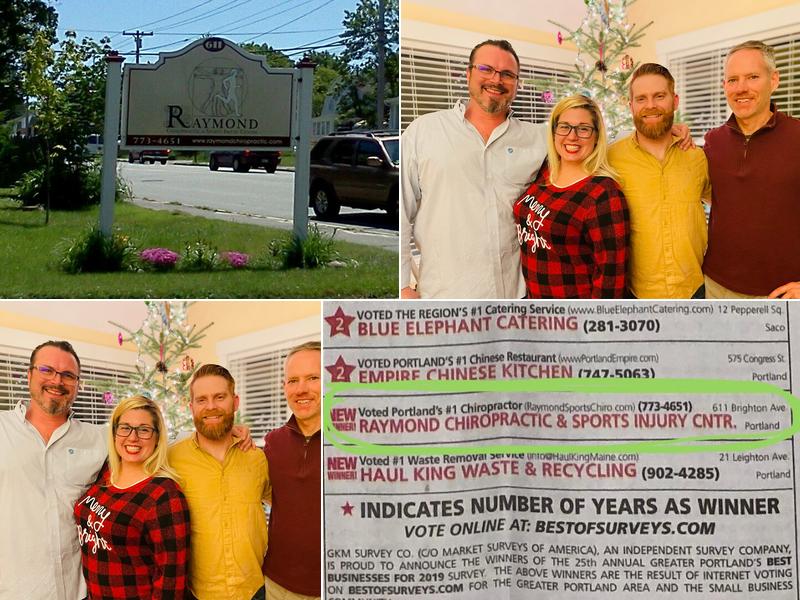 611
RAYMOND
CHIROPRACTIC & SPORTS INJURY CENTER
773-4651 www.raymondchiropractic.com
Merry
&
Bright
Merry
&
Bright
2 VOTED THE REGION'S #1 Catering Service (www.BlueElephantCatering.com) 12 Pepperell Sq.
BLUE ELEPHANT CATERING (281-3070) Saco
2 VOTED PORTLAND'S #1 Chinese Restaurant (wwwPortlandEmpire.com) 575 Congress St.
EMPIRE CHINESE KITCHEN (747-5063) Portland
NEW WINNER! Voted Portland's #1 Chiropractor (RaymondSportsChiro.com) (773-4651) 611 Brighton Ave
RAYMOND CHIROPRACTIC & SPORTS INJURY CNTR. Portland
NEW WINNER! Voted #1 Waste Removal Service (info@HaulKingMaine.com) 21 Leighton Ave.
HAUL KING WASTE & RECYCLING (902-4285) Portland
★ INDICATES NUMBER OF YEARS AS WINNER
VOTE ONLINE AT: BESTOFSURVEYS.COM
GKM SURVEY CO. (C/O MARKET SURVEYS OF AMERICA), AN INDEPENDENT SURVEY COMPANY,
IS PROUD TO ANNOUNCE THE WINNERS OF THE 25th ANNUAL GREATER PORTLAND'S BEST
BUSINESSES FOR 2019 SURVEY. THE ABOVE WINNERS ARE THE RESULT OF INTERNET VOTING
ON BESTOFSURVEYS.COM FOR THE GREATER PORTLAND AREA AND THE SMALL BUSINESS